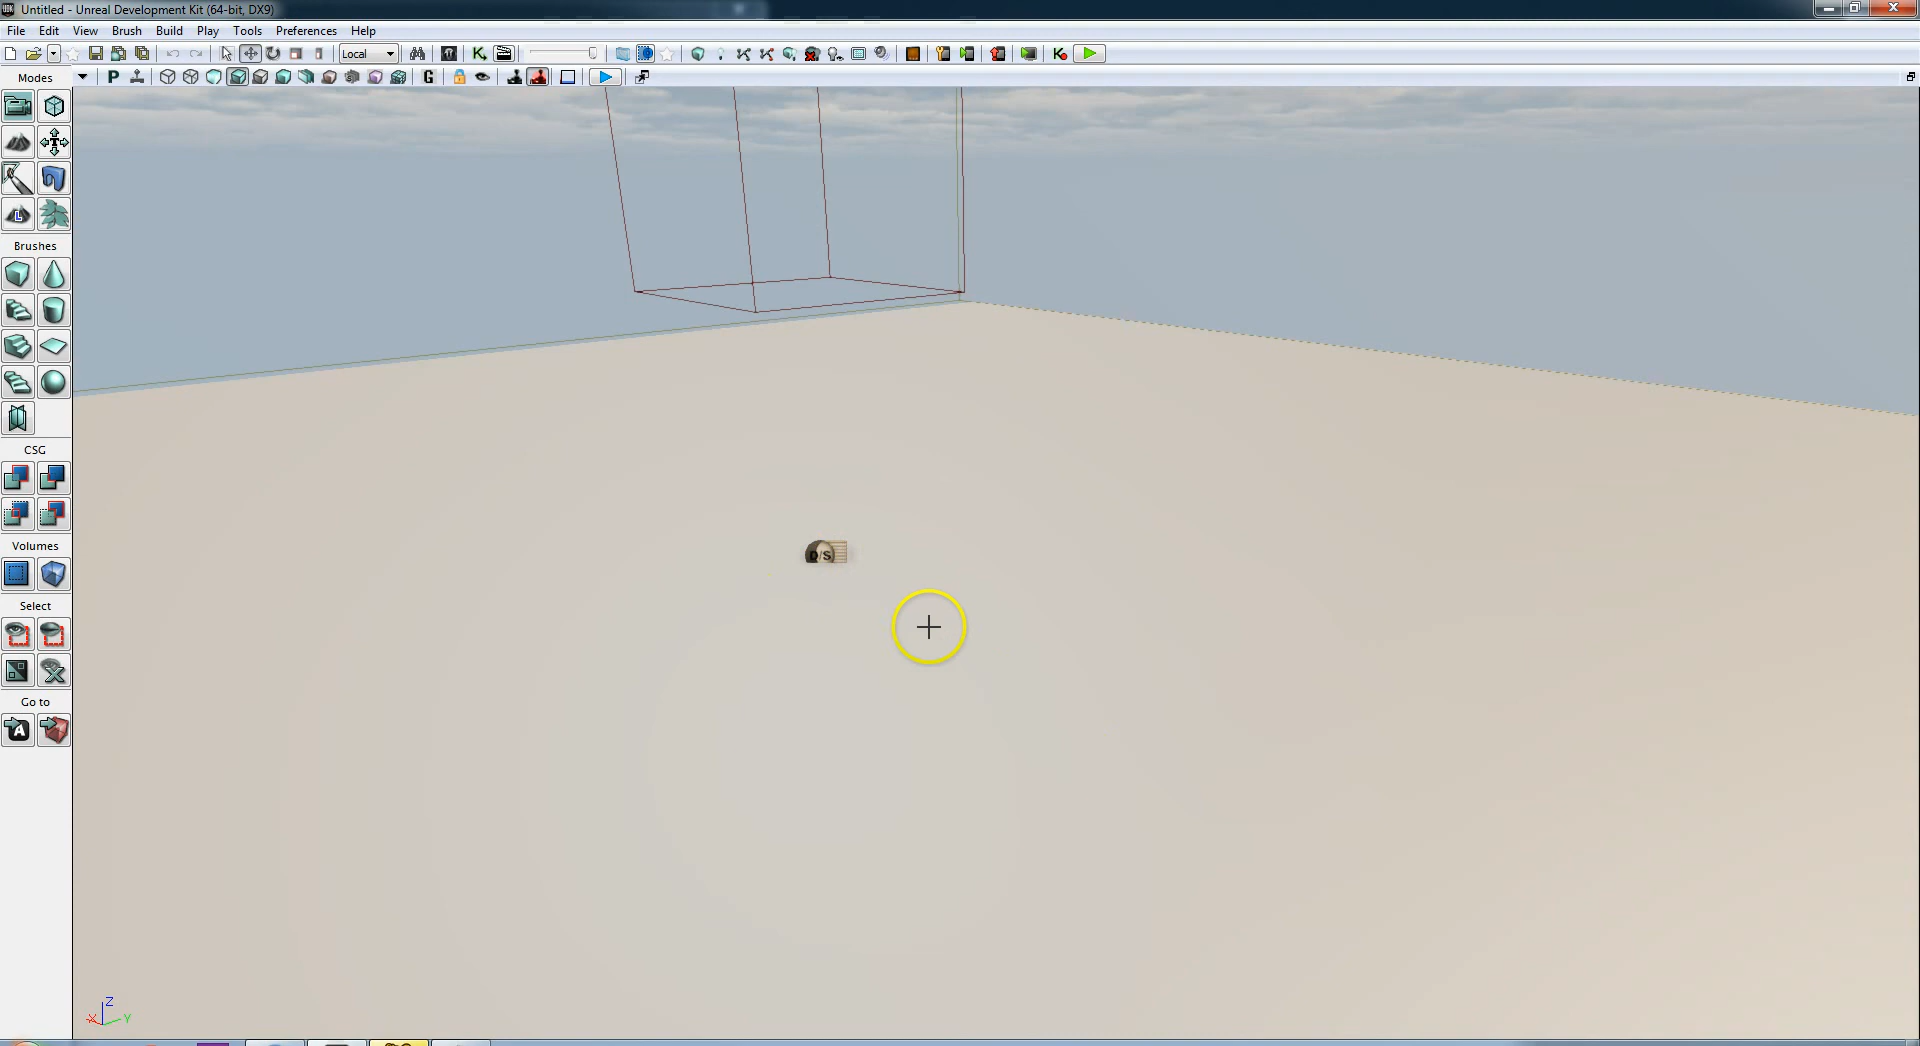 Untitled - Unreal Development Kit (64-bit, DX9)
File Edit View Brush Build Play Tools Preferences Help
Local
Modes
P
G
L
Brushes
CSG
Volumes
Select
Go to
A
D/S
Z
X
Y